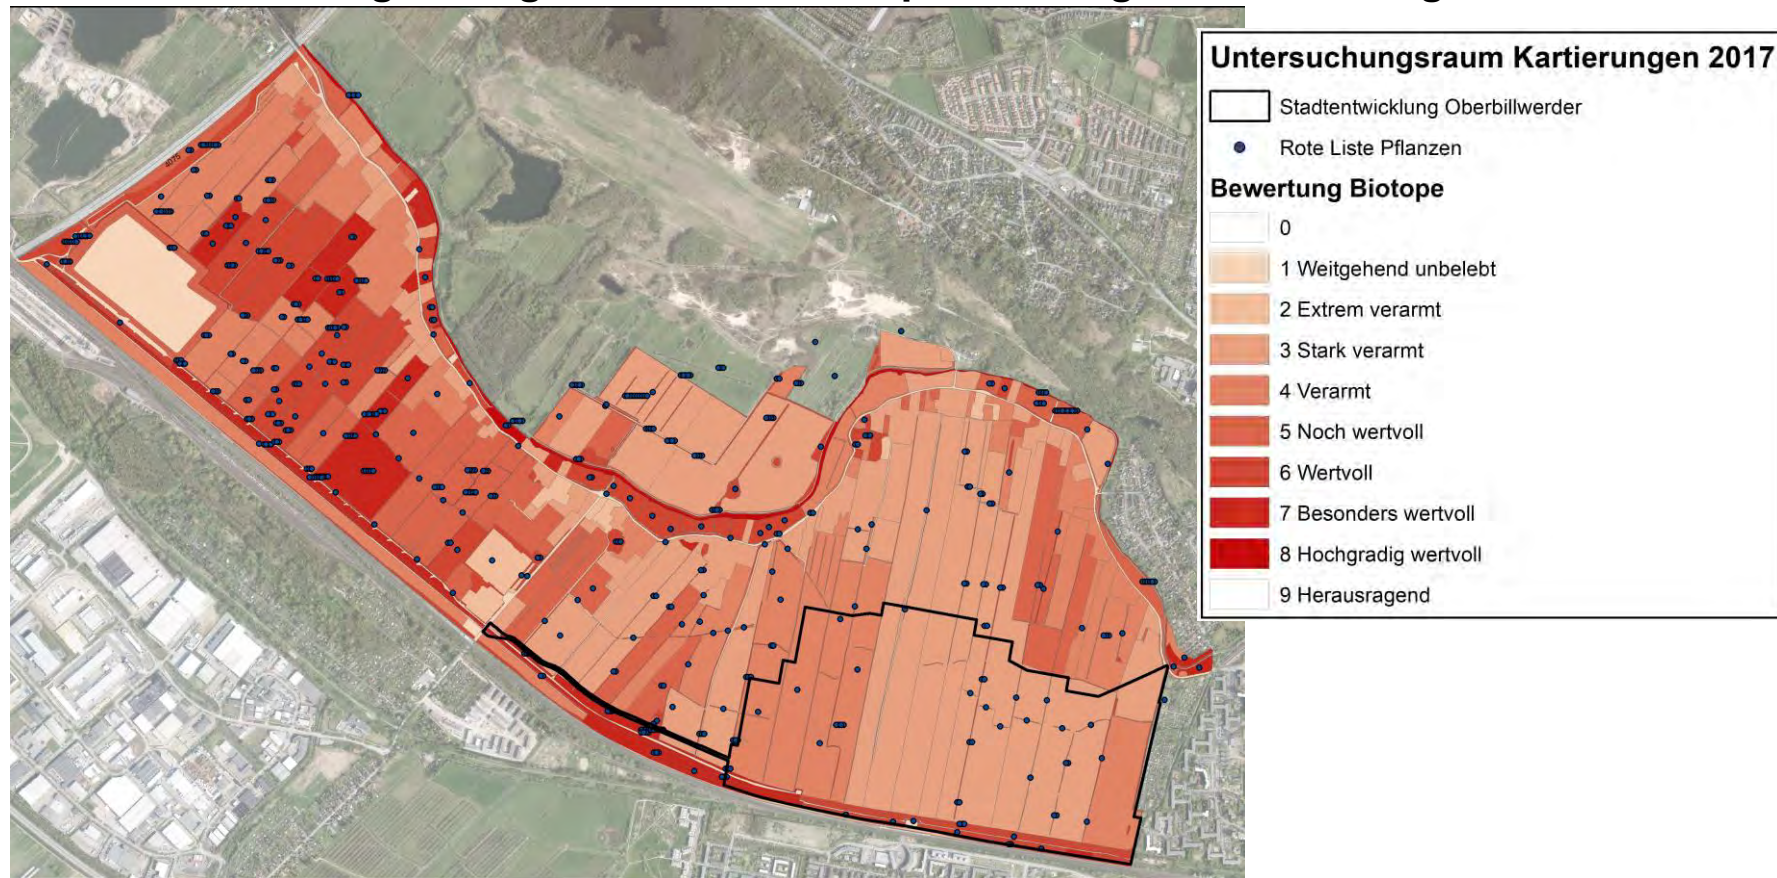 Untersuchungsraum Kartierungen 2017
Stadtentwicklung Oberbillwerder
Rote Liste Pflanzen
Bewertung Biotope
0
1 Weitgehend unbelebt
2 Extrem verarmt
3 Stark verarmt
4 Verarmt
5 Noch wertvoll
6 Wertvoll
7 Besonders wertvoll
8 Hochgradig wertvoll
9 Herausragend
4075